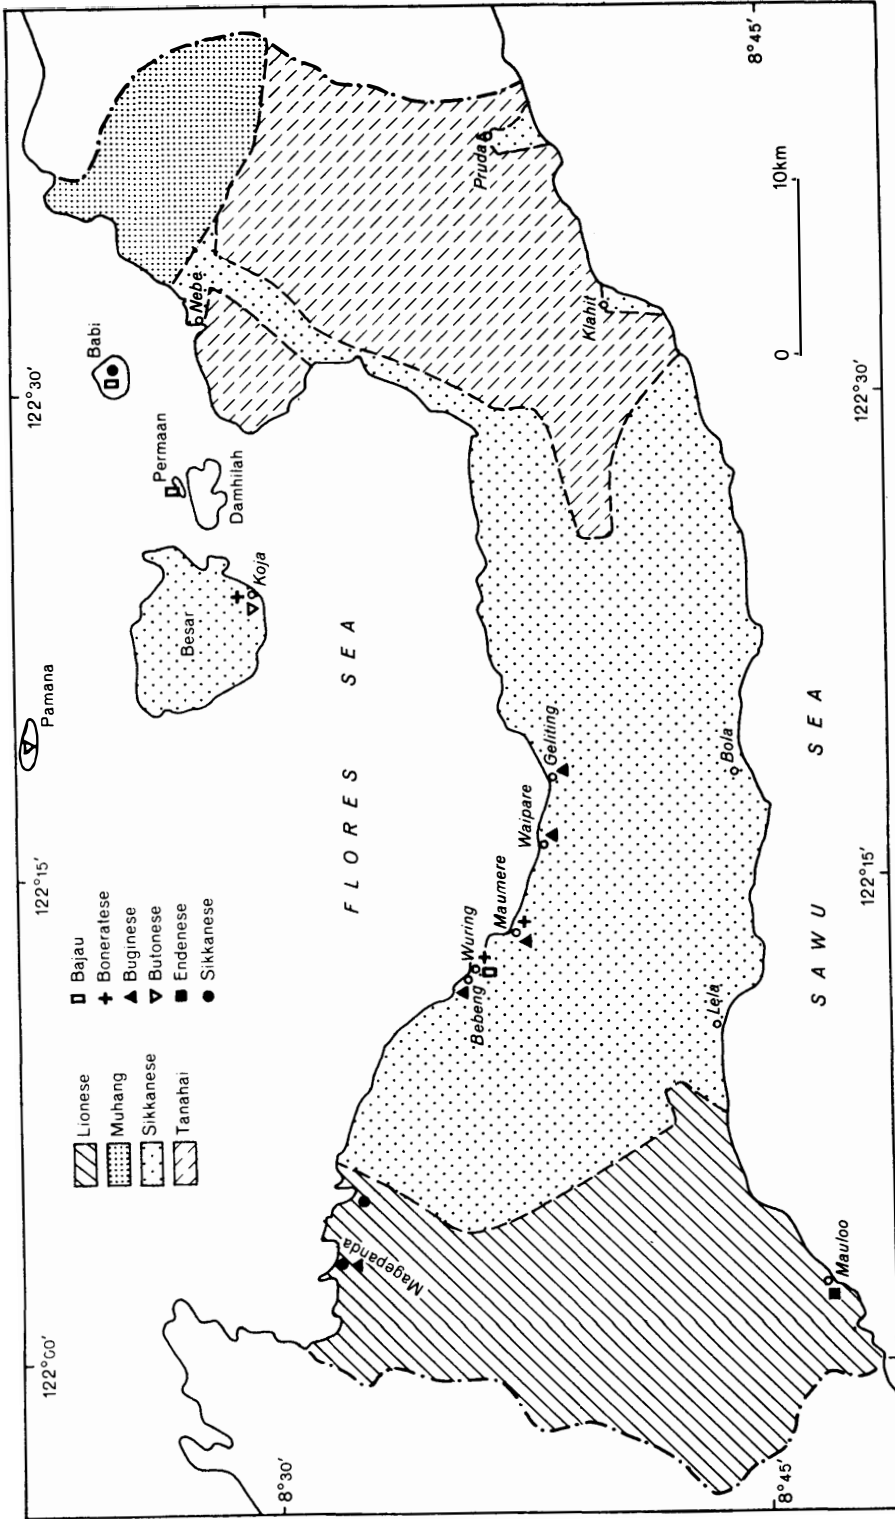 122°00′
122°15′
122°30′
8°30′
8°45′
8°45′
122°15′
122°30′
Lionese
Muhang
Sikkanese
Tanahai
Bajau
Boneratese
Buginese
Butonese
Endenese
Sikkanese
Pamana
Besar
Koja
Permaan
Damhilah
Babi
Nebe
FLORES SEA
Magepanda
Bebeng
Wuring
Maumere
Waipare
Geliting
Pruda
Klahit
Mauloo
Lela
Bola
SAWU SEA
0 10km